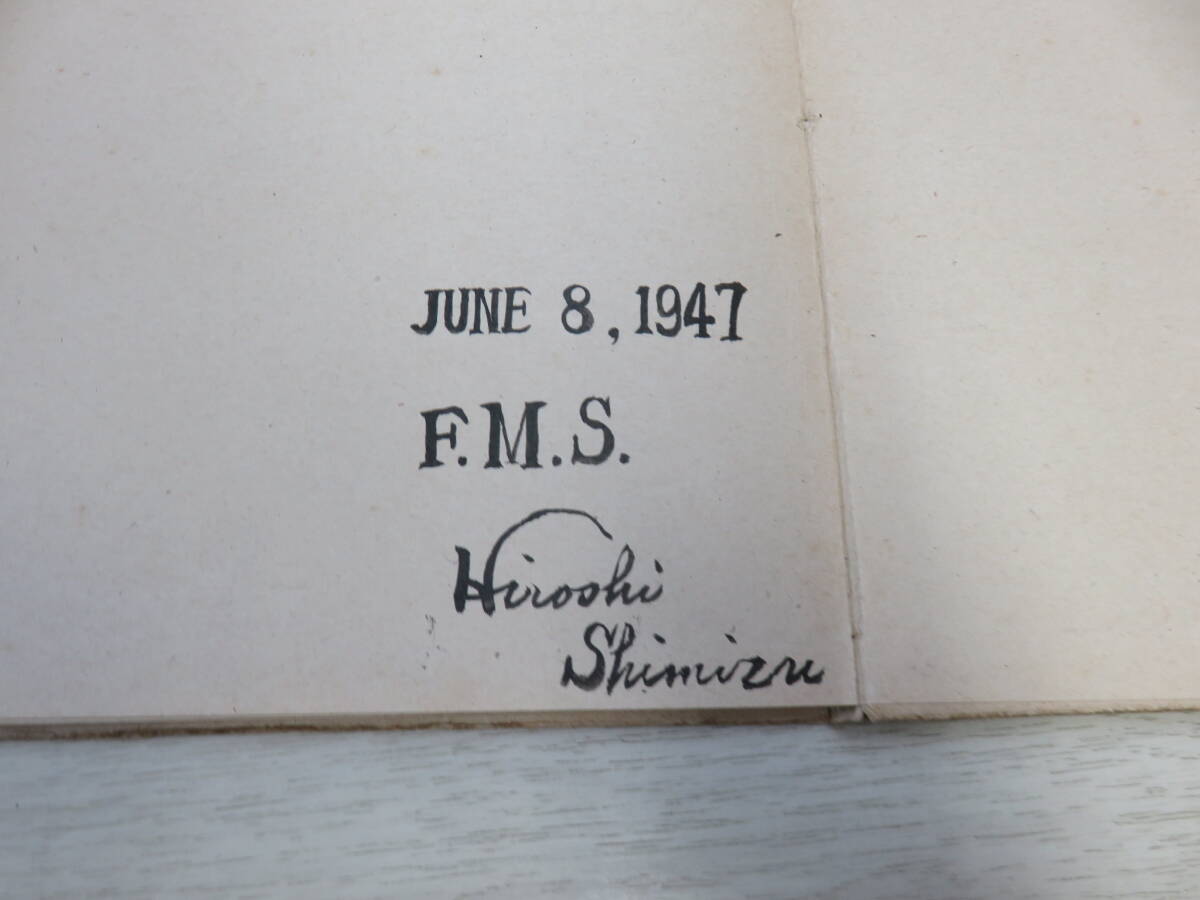 JUNE 8, 1947
F.M.S.
Hiroshi
Shimizu